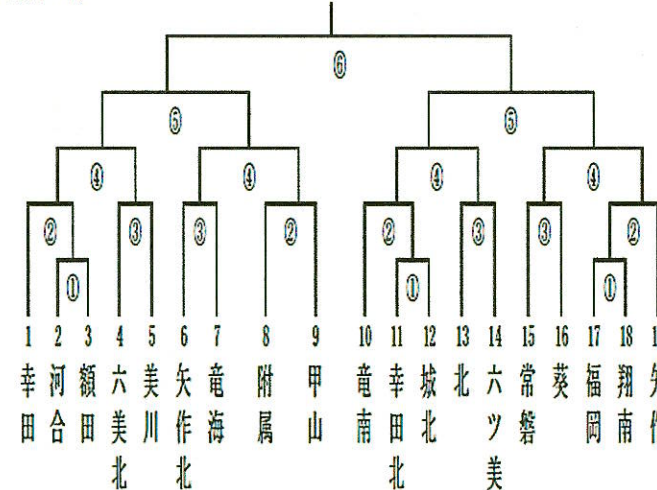 ⑥
⑤ ⑤
④ ④ ④ ④
② ③ ③ ② ② ③ ③ ②
① ① ①
1 2 3 4 5 6 7 8 9 10 11 12 13 14 15 16 17 18
幸田
河合
額田
六美北
美川
矢作北
竜海
附属
甲山
竜南
幸田北
城北
北
六ツ美
常磐
葵
福岡
翔南